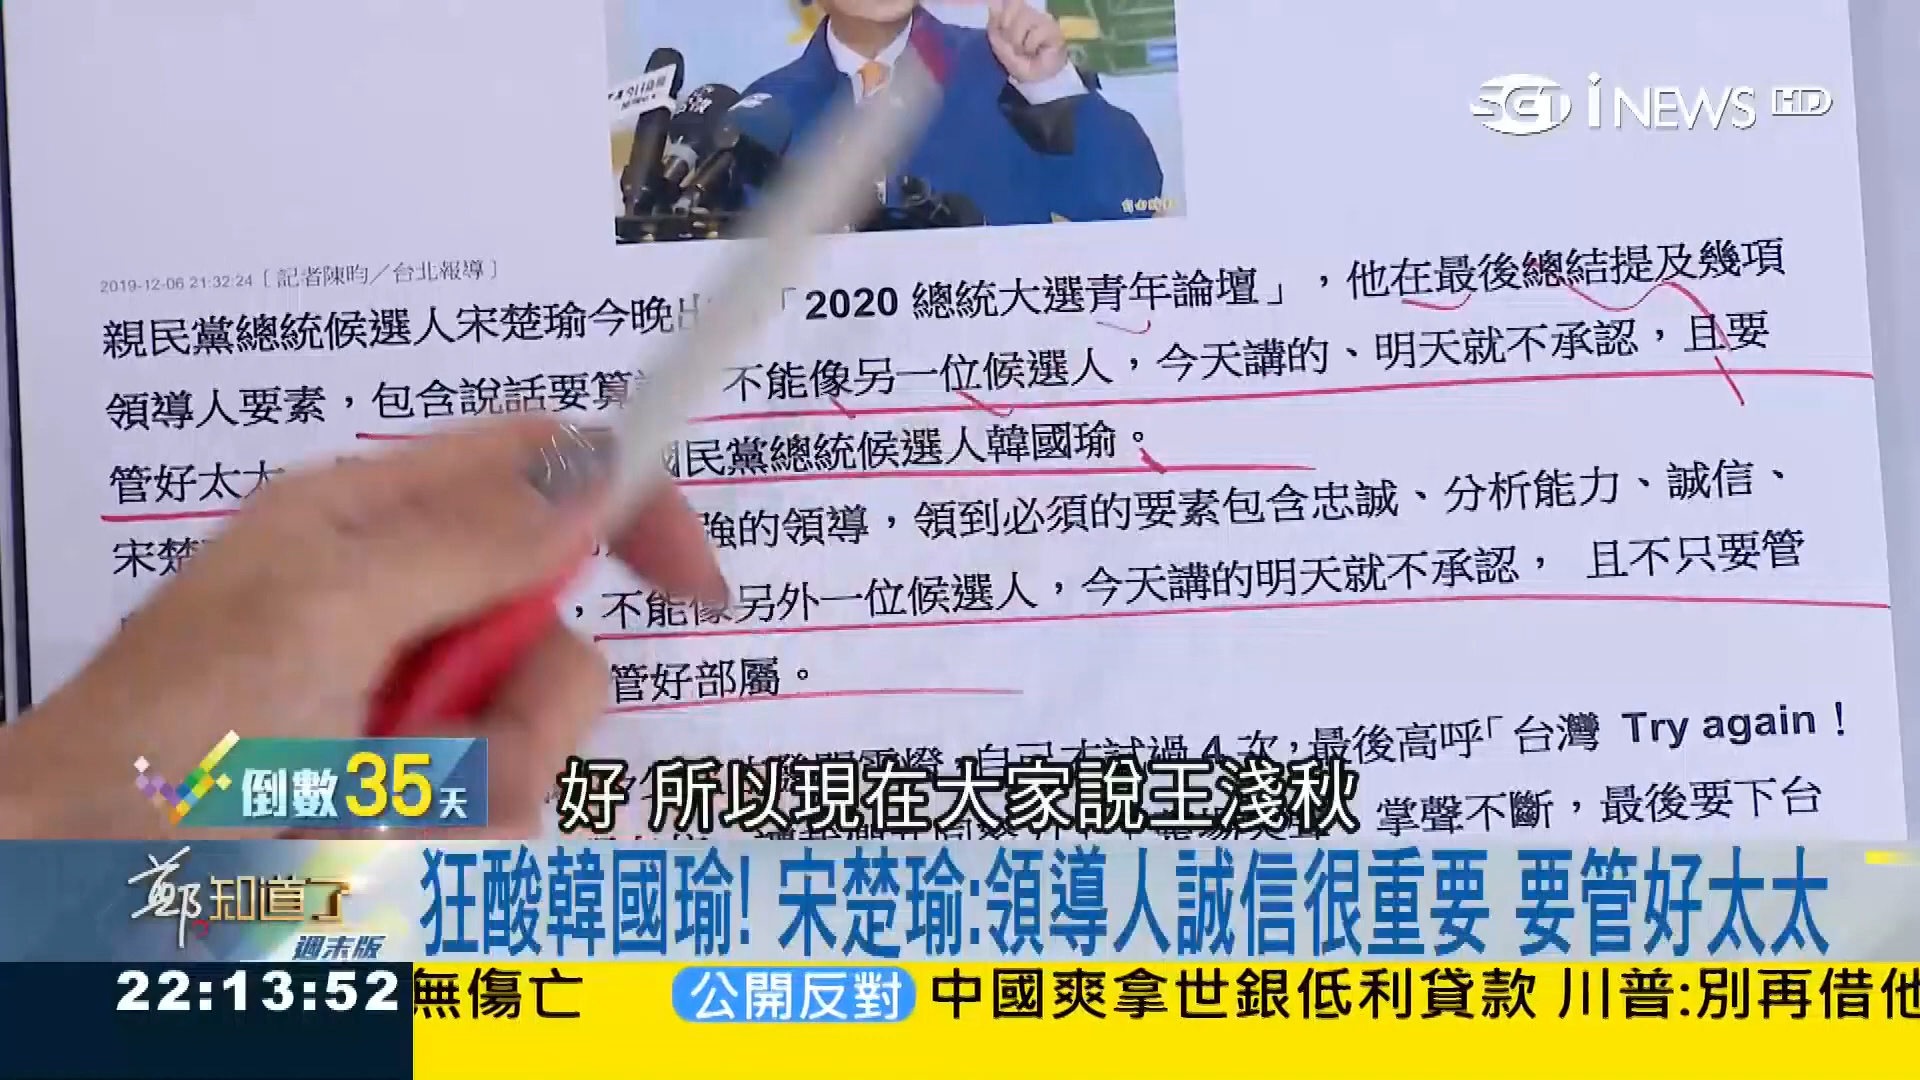 SET iNEWS HD
自由時報
2019-12-06 21:32:24〔記者陳昀／台北報導〕
親民黨總統候選人宋楚瑜今晚出「2020 總統大選青年論壇」，他在最後總結提及幾項
領導人要素，包含說話要算 不能像另一位候選人，今天講的、明天就不承認，且要
管好太太 國民黨總統候選人韓國瑜。
宋楚 強的領導，領到必須的要素包含忠誠、分析能力、誠信、
，不能像另外一位候選人，今天講的明天就不承認， 且不只要管
管好部屬。
自己才試過 4 次，最後高呼「台灣 Try again！
掌聲不斷，最後要下台
倒數35天
好 所以現在大家說王淺秋
鄭知道了
週末版
狂酸韓國瑜! 宋楚瑜:領導人誠信很重要 要管好太太
22:13:52
無傷亡 公開反對 中國爽拿世銀低利貸款 川普:別再借他